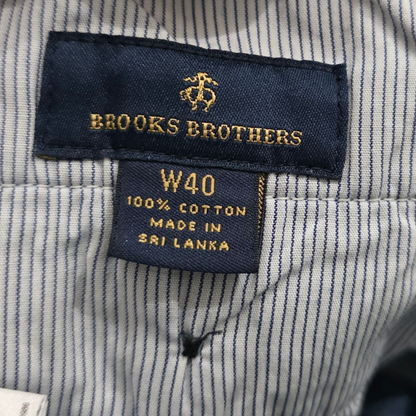 BROOKS BROTHERS
W40
100% COTTON
MADE IN
SRI LANKA